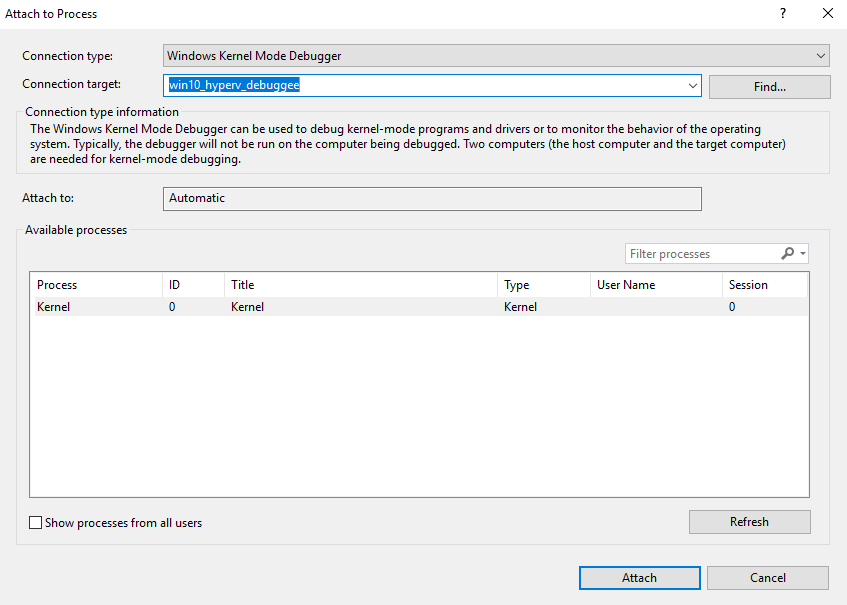 Attach to Process
?
Connection type:
Windows Kernel Mode Debugger
Connection target:
win10_hyperv_debuggee
Find...
Connection type information
The Windows Kernel Mode Debugger can be used to debug kernel-mode programs and drivers or to monitor the behavior of the operating
system. Typically, the debugger will not be run on the computer being debugged. Two computers (the host computer and the target computer)
are needed for kernel-mode debugging.
Attach to:
Automatic
Available processes
Filter processes
Process ID Title Type User Name Session
Kernel 0 Kernel Kernel 0
Show processes from all users
Refresh
Attach
Cancel